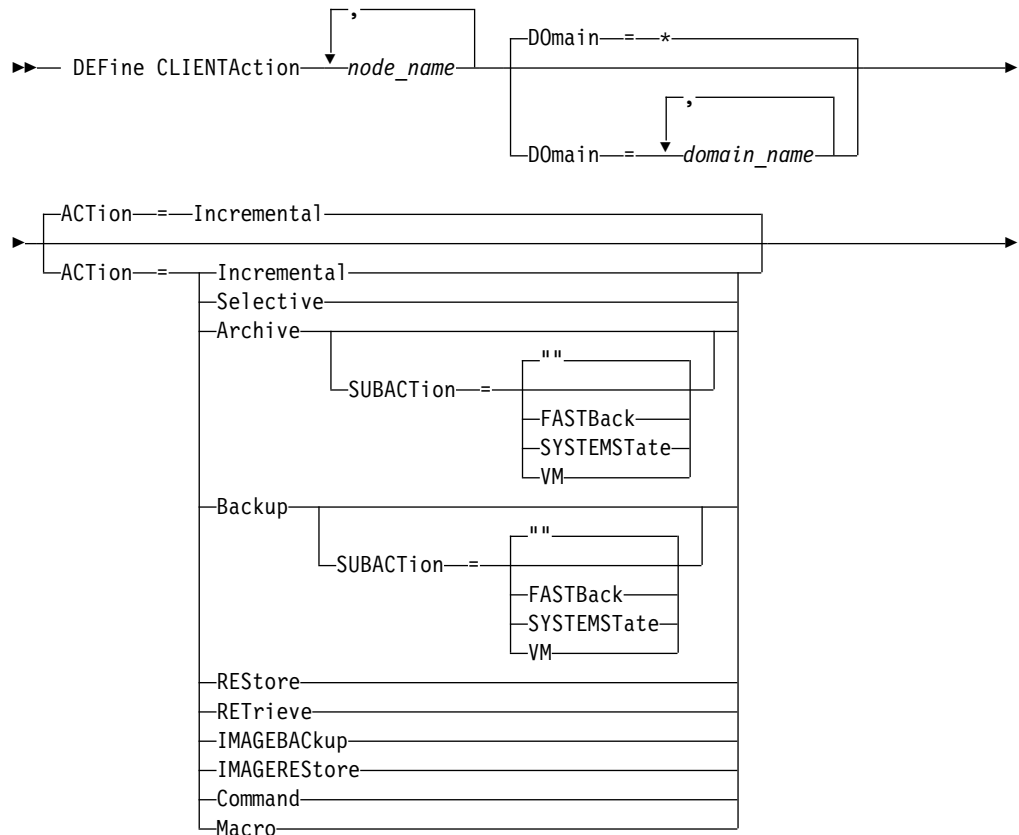 ,
DOmain = *
DEFine CLIENTAction node_name
,
DOmain = domain_name
ACTion = Incremental
ACTion = Incremental
Selective
Archive
""
SUBACTion =
FASTBack
SYSTEMSTate
VM
Backup
""
SUBACTion =
FASTBack
SYSTEMSTate
VM
REStore
RETrieve
IMAGEBACkup
IMAGEREStore
Command
Macro